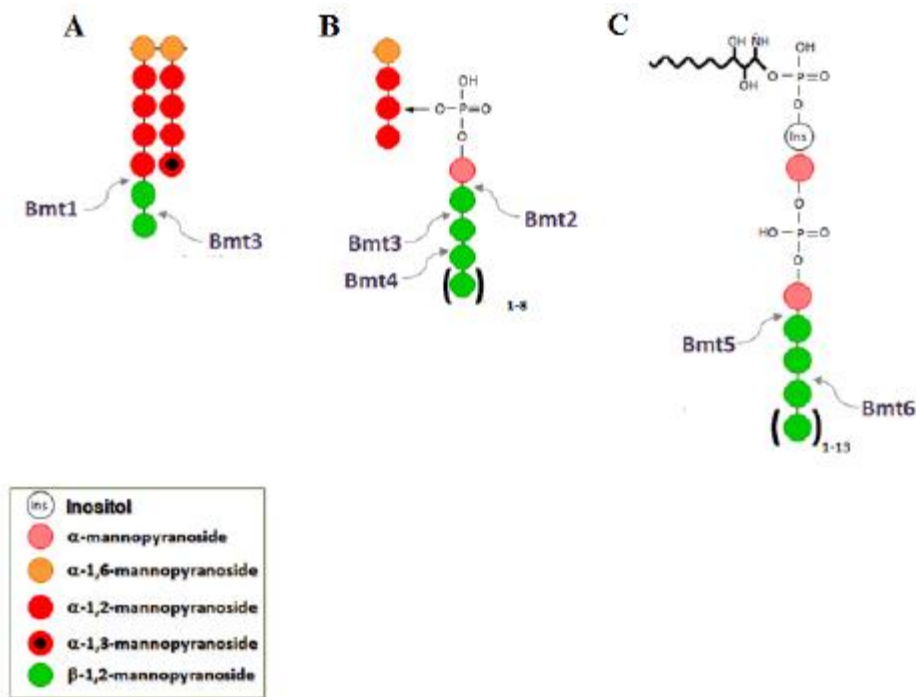 A
B
C
OH
NH
OH
OH
O
P
O
O
Ins
OH
O
P
O
O
Bmt1
Bmt3
Bmt2
Bmt3
Bmt4
( ) 1-8
O
HO
P
O
O
Bmt5
Bmt6
( ) 1-13
Ins Inositol
α-mannopyranoside
α-1,6-mannopyranoside
α-1,2-mannopyranoside
α-1,3-mannopyranoside
β-1,2-mannopyranoside